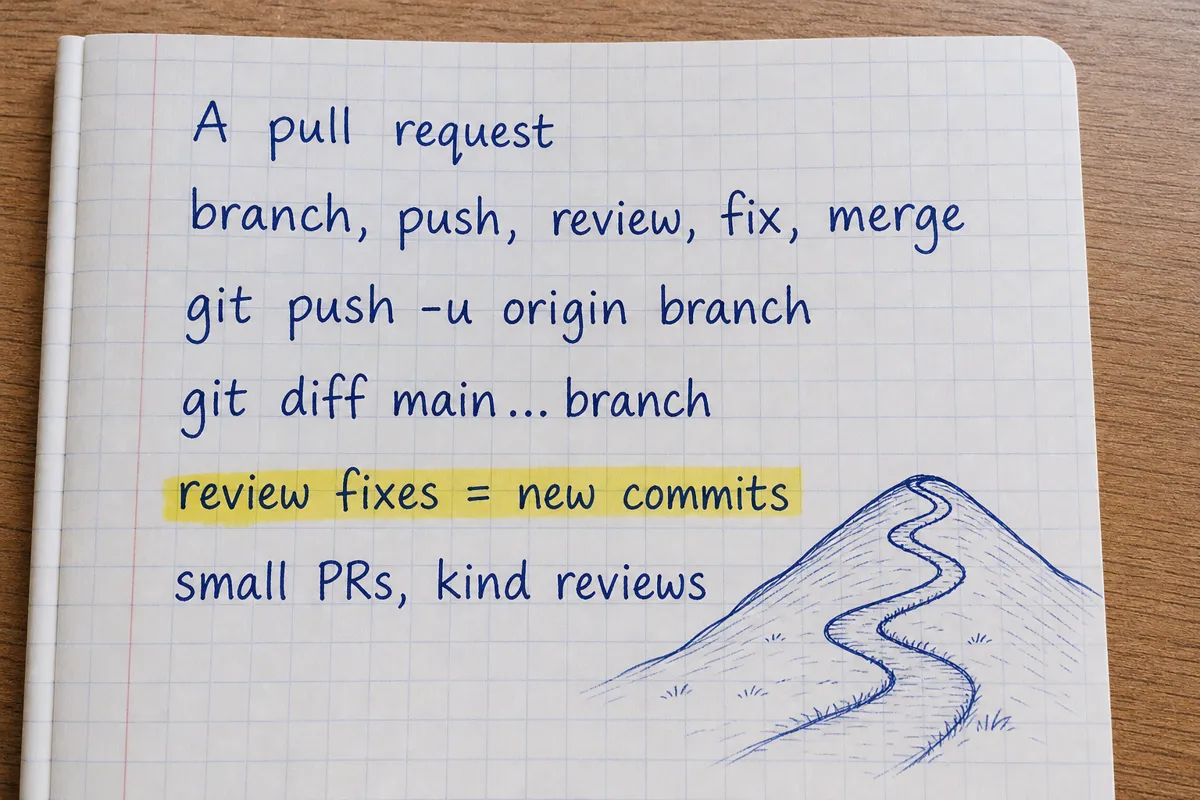 A pull request
branch, push, review, fix, merge
git push -u origin branch
git diff main... branch
review fixes = new commits
small PRs, kind reviews